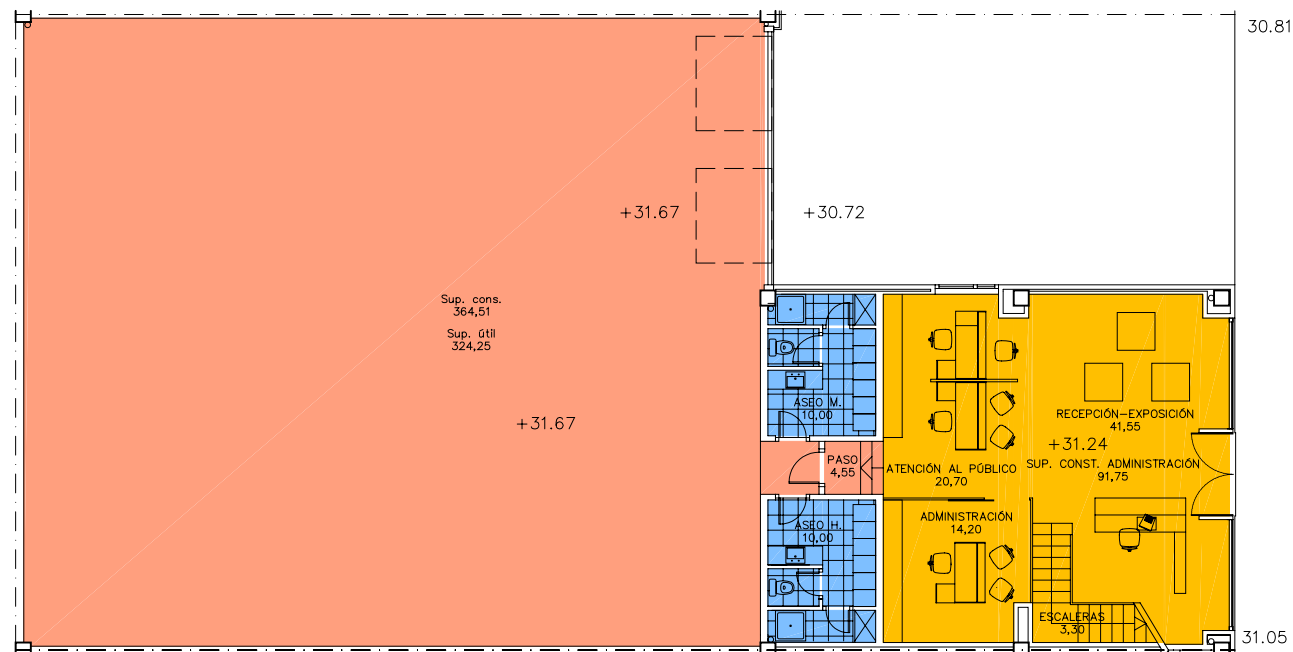 30.81
+31.67
+30.72
Sup. cons.
364,51
Sup. útil
324,25
+31.67
ASEO M.
10,00
RECEPCIÓN-EXPOSICIÓN
41,55
+31.24
SUP. CONST. ADMINISTRACIÓN
91,75
PASO
4,55
ATENCIÓN AL PÚBLICO
20,70
ADMINISTRACIÓN
14,20
ASEO H.
10,00
ESCALERAS
3,30
31.05